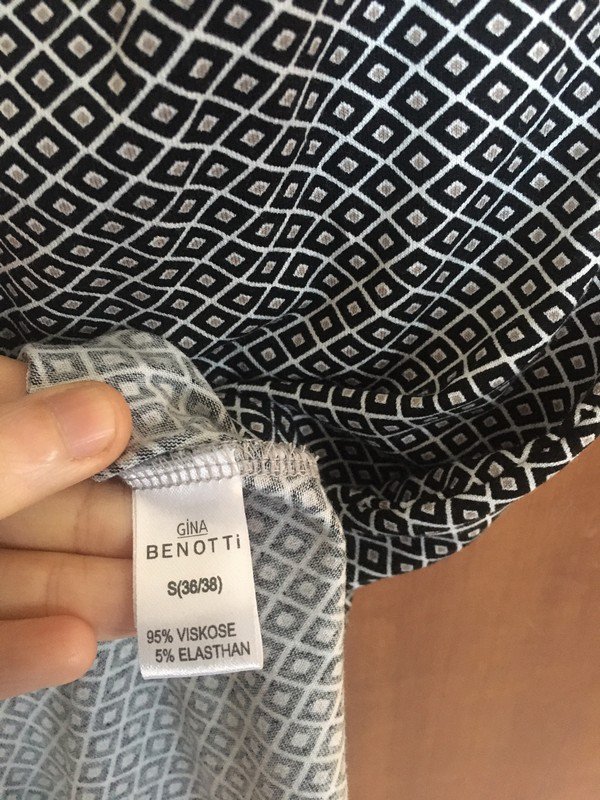 GiNA
BENOTTi
S(36/38)
95% VISKOSE
5% ELASTHAN